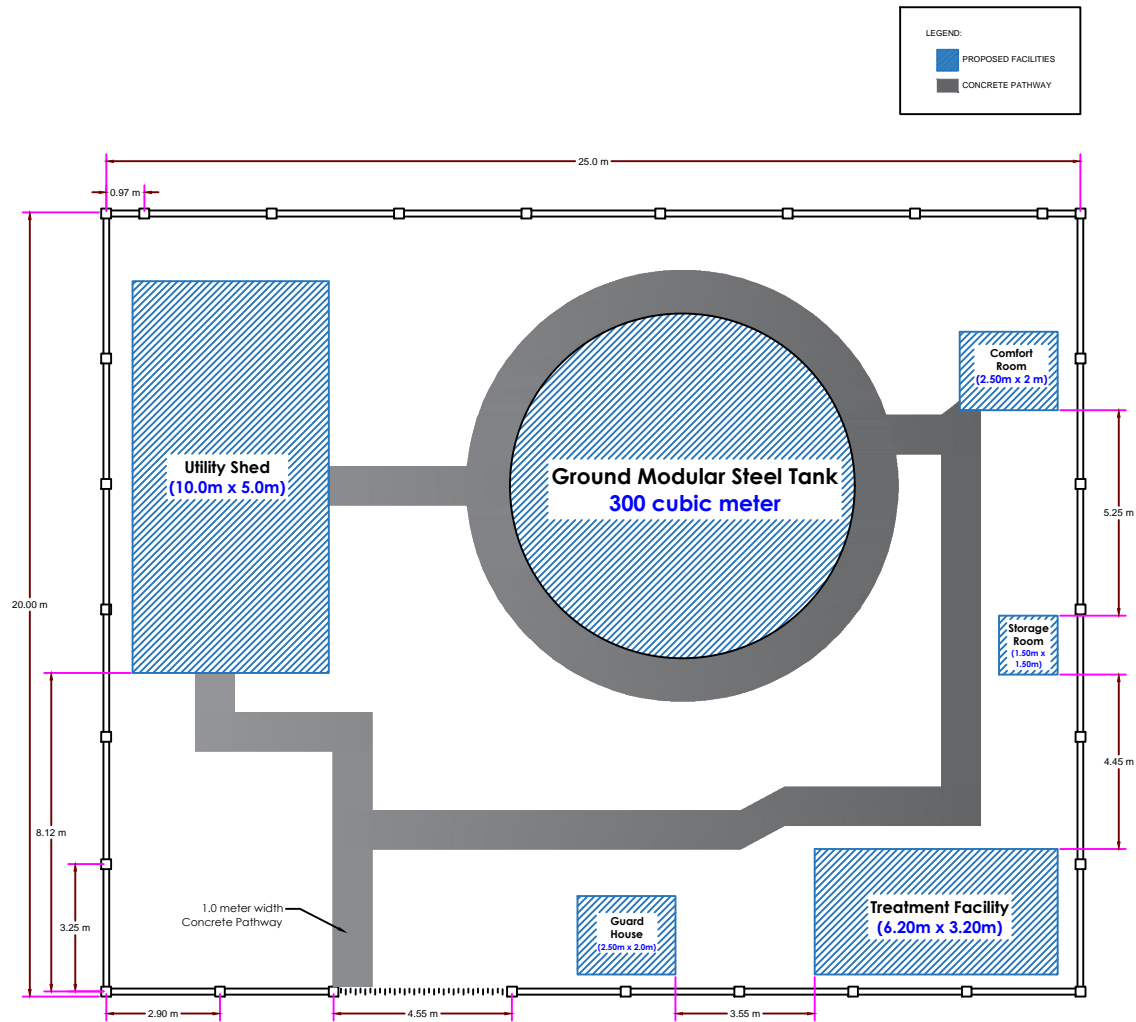 LEGEND:
PROPOSED FACILITIES
CONCRETE PATHWAY
25.0 m
0.97 m
Comfort
Room
(2.50m x 2 m)
Utility Shed
(10.0m x 5.0m)
Ground Modular Steel Tank
300 cubic meter
5.25 m
20.00 m
Storage
Room
(1.50m x
1.50m)
4.45 m
8.12 m
1.0 meter width
Concrete Pathway
3.25 m
Guard
House
(2.50m x 2.0m)
Treatment Facility
(6.20m x 3.20m)
2.90 m
4.55 m
3.55 m